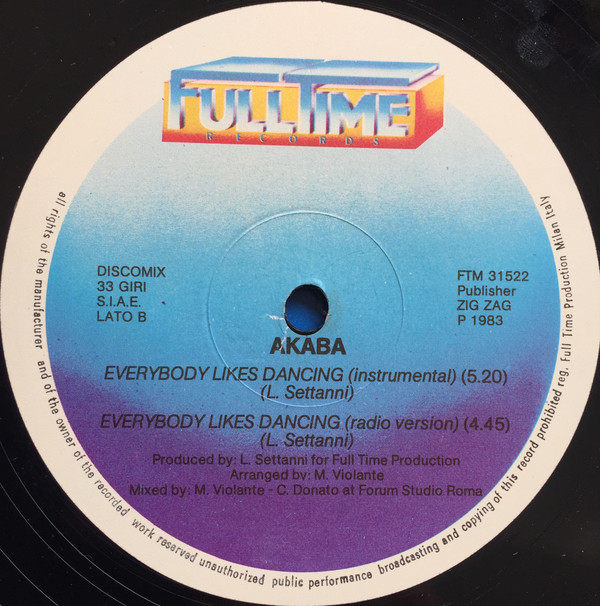 FULLTIME
RECORDS
DISCOMIX
33 GIRI
S.I.A.E.
LATO B
FTM 31522
Publisher
ZIG ZAG
P 1983
AKABA
EVERYBODY LIKES DANCING (instrumental) (5.20)
(L. Settanni)
EVERYBODY LIKES DANCING (radio version) (4.45)
(L. Settanni)
Produced by: L. Settanni for Full Time Production
Arranged by: M. Violante
Mixed by: M. Violante - C. Donato at Forum Studio Roma
all rights of the manufacturer and of the owner of the recorded work reserved unauthorized public performance broadcasting and copying of this record prohibited reg. Full Time Production Milan Italy